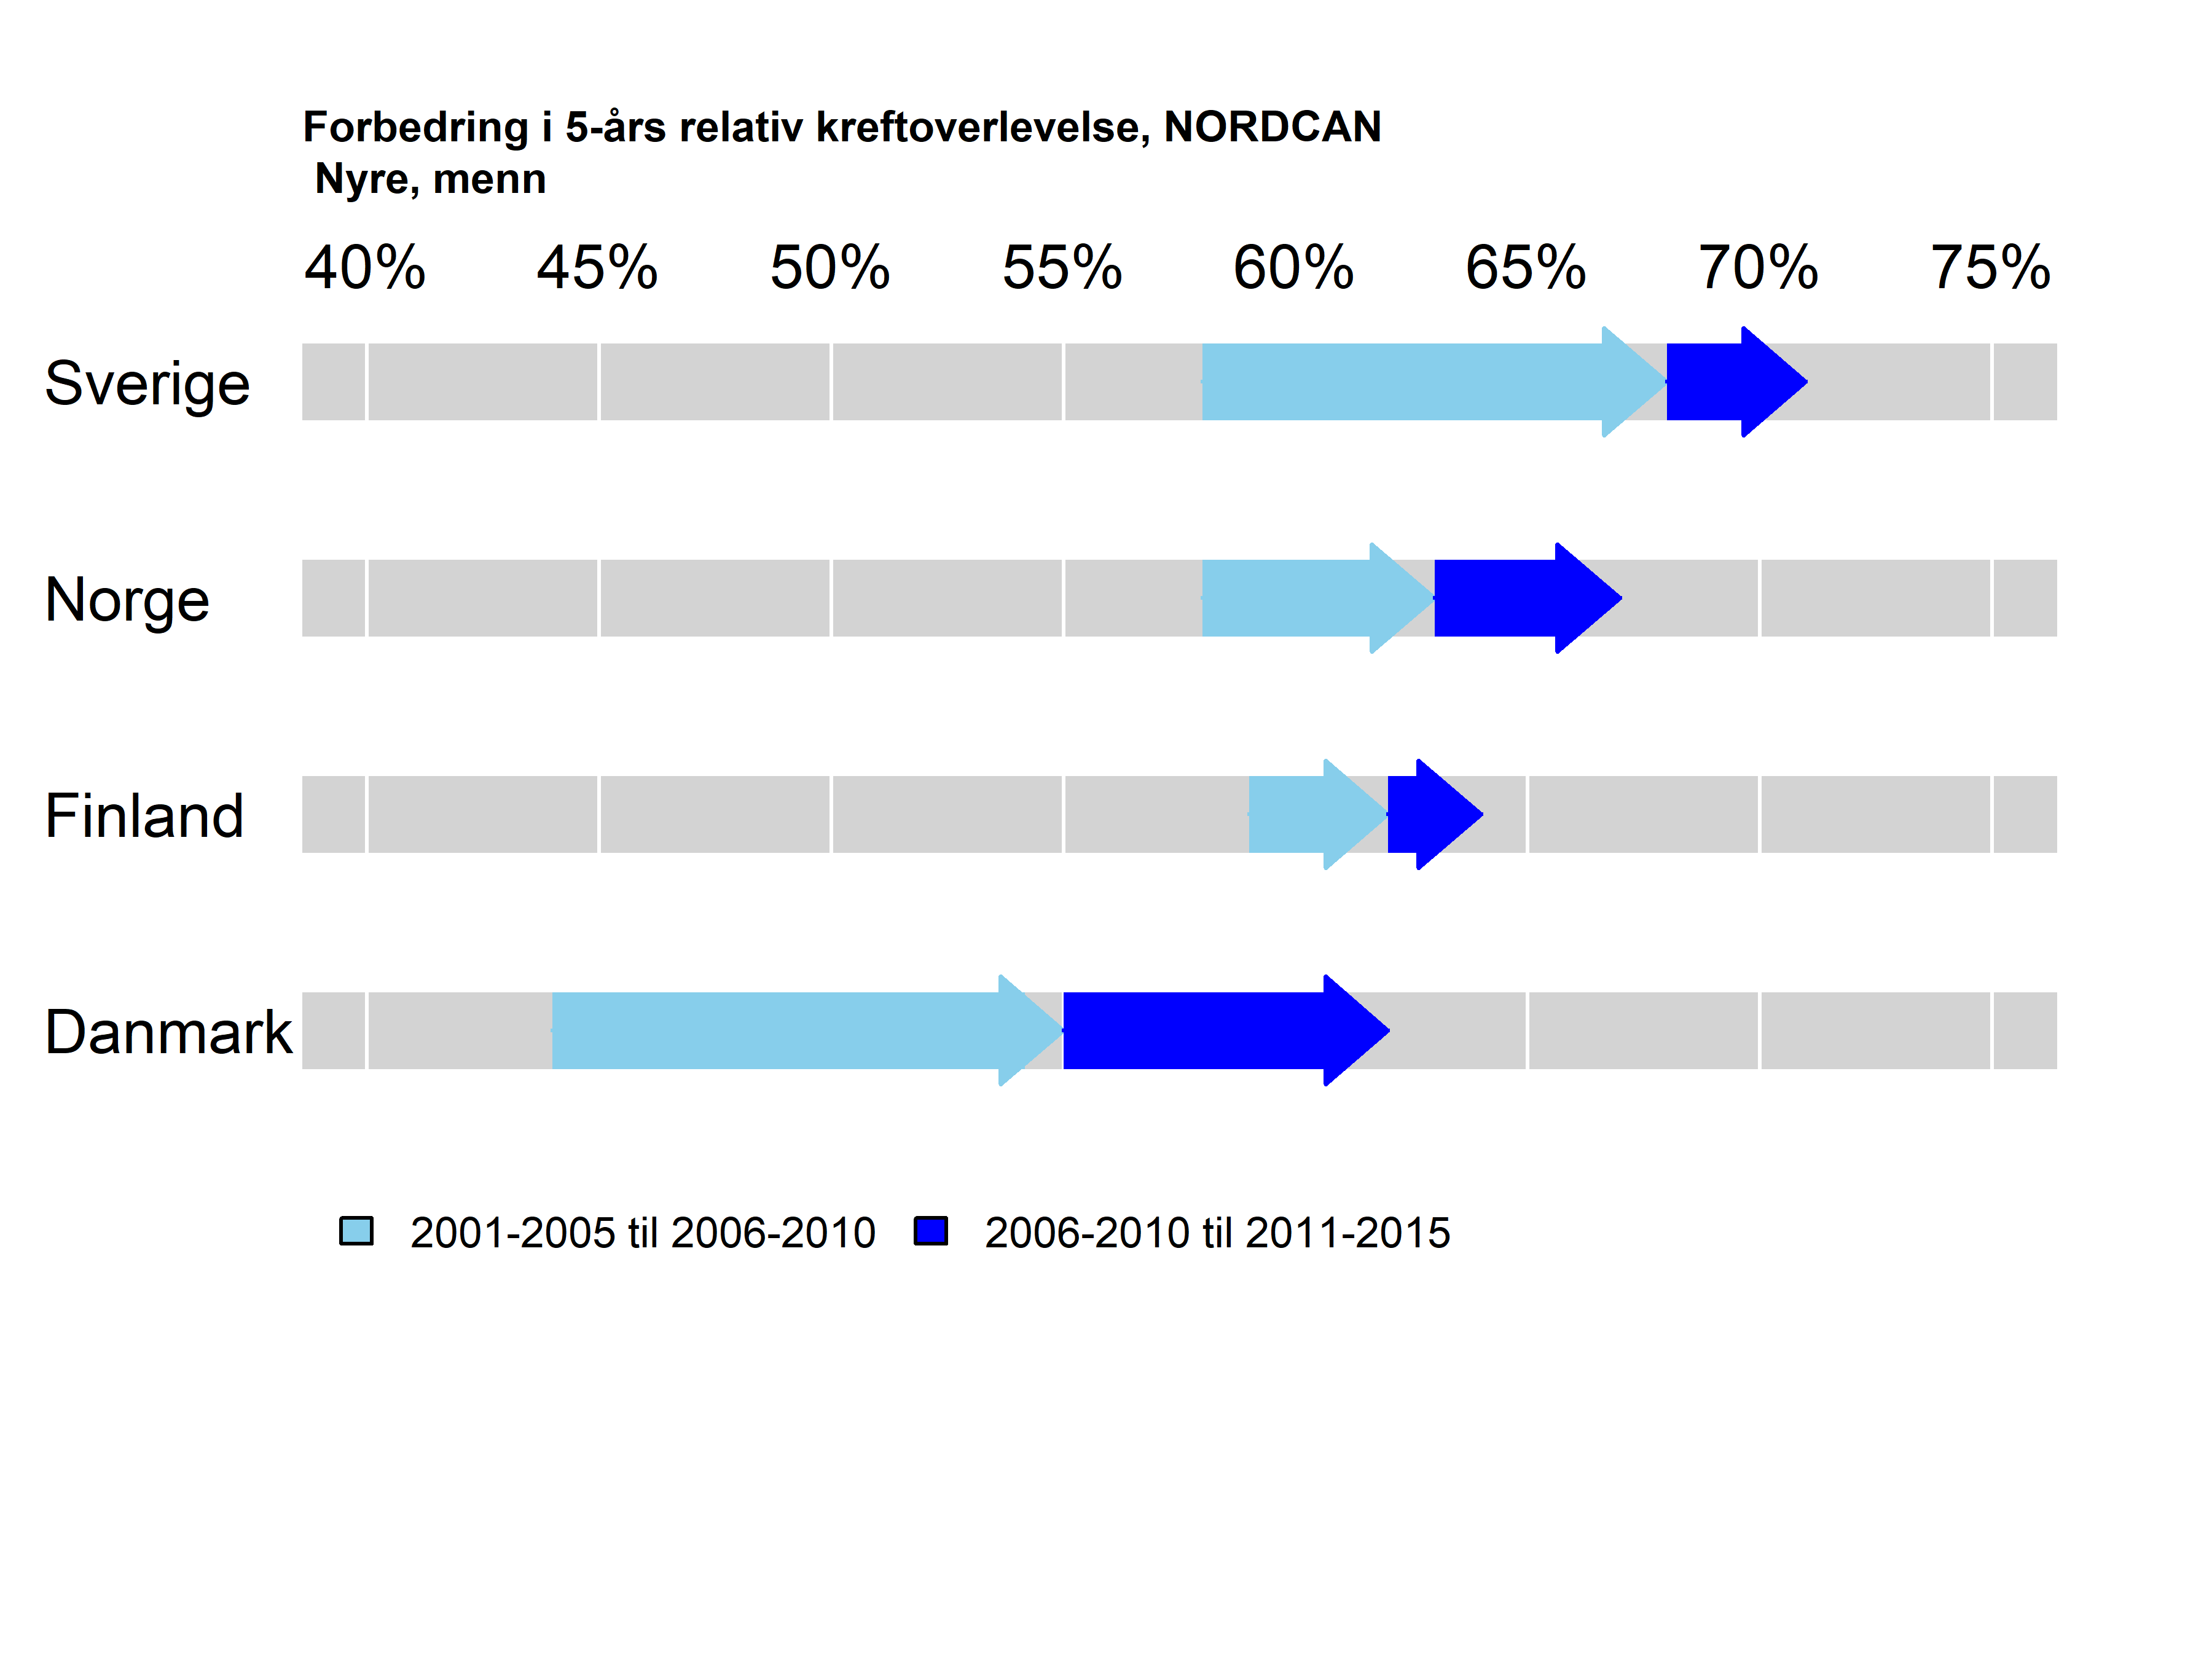 Forbedring i 5-års relativ kreftoverlevelse, NORDCAN
Nyre, menn
40% 45% 50% 55% 60% 65% 70% 75%
Sverige
Norge
Finland
Danmark
2001-2005 til 2006-2010 2006-2010 til 2011-2015